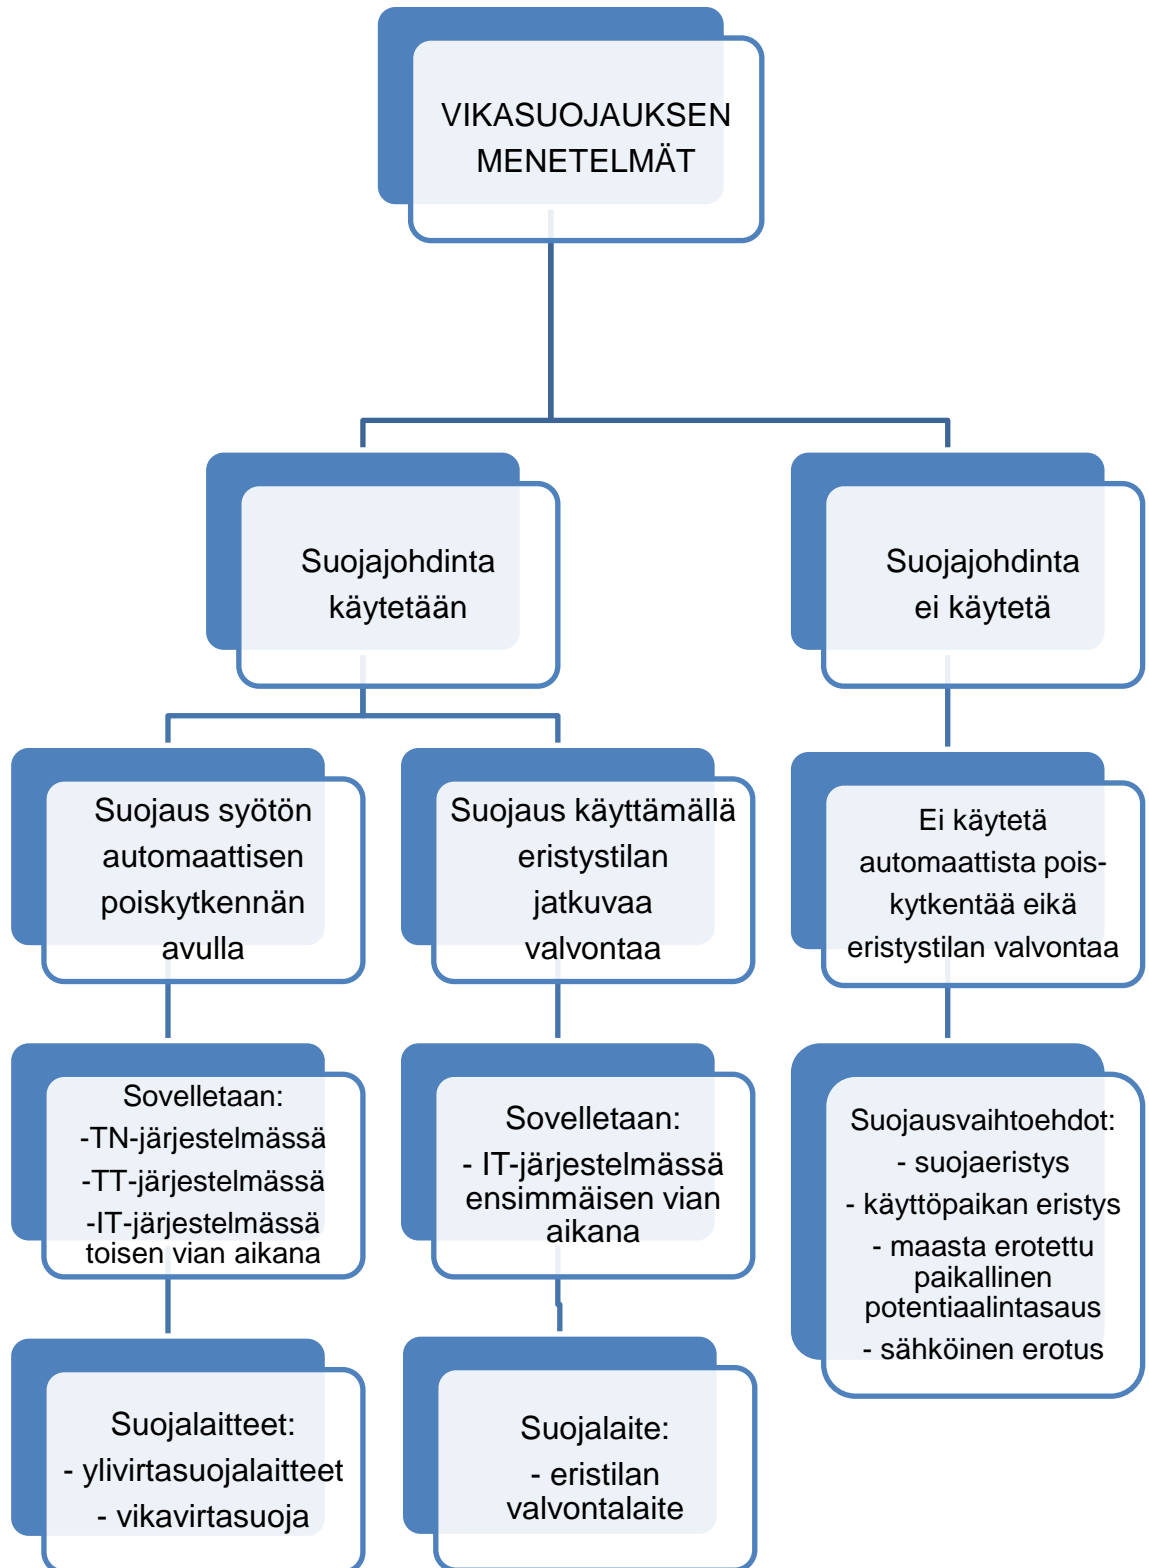 VIKASUOJAUKSEN
MENETELMÄT
Suojajohdinta
käytetään
Suojajohdinta
ei käytetä
Suojaus syötön
automaattisen
poiskytkennän
avulla
Suojaus käyttämällä
eristystilan
jatkuvaa
valvontaa
Ei käytetä
automaattista pois-
kytkentää eikä
eristystilan valvontaa
Sovelletaan:
-TN-järjestelmässä
-TT-järjestelmässä
-IT-järjestelmässä
toisen vian aikana
Sovelletaan:
- IT-järjestelmässä
ensimmäisen vian
aikana
Suojausvaihtoehdot:
- suojaeristys
- käyttöpaikan eristys
- maasta erotettu
paikallinen
potentiaalintasaus
- sähköinen erotus
Suojalaitteet:
- ylivirtasuojalaitteet
- vikavirtasuoja
Suojalaite:
- eristilan
valvontalaite